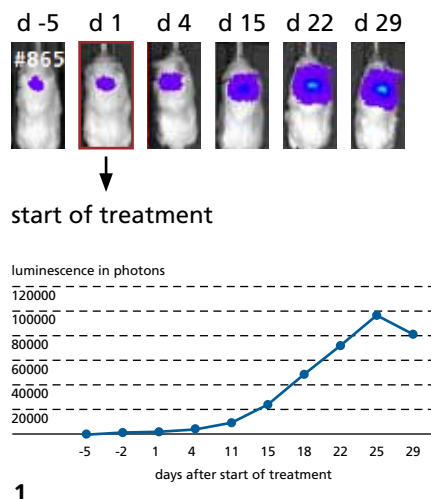 d -5 d 1 d 4 d 15 d 22 d 29
#865
start of treatment
luminescence in photons
120000
100000
80000
60000
40000
20000
-5 -2 1 4 11 15 18 22 25 29
days after start of treatment
1